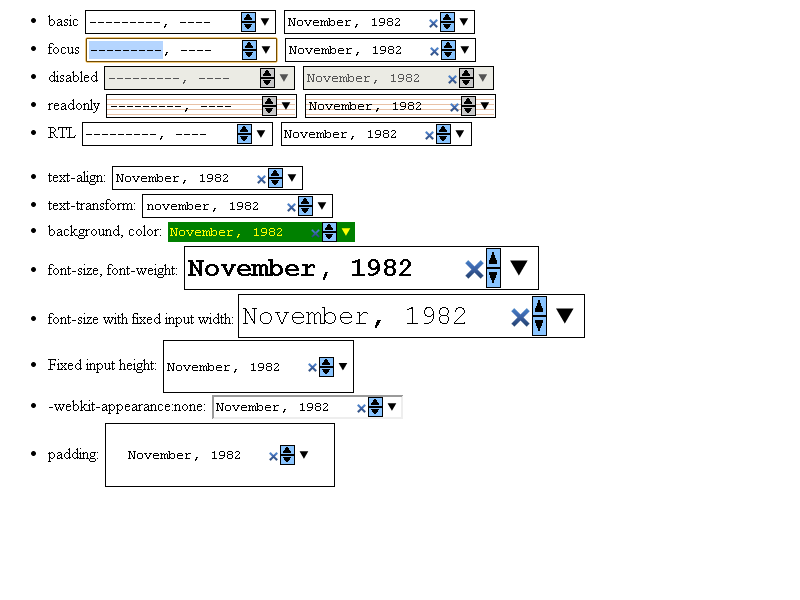 basic ---------, ---- November, 1982
focus ---------, ---- November, 1982
disabled ---------, ---- November, 1982
readonly ---------, ---- November, 1982
RTL ---------, ---- November, 1982
text-align: November, 1982
text-transform: november, 1982
background, color: November, 1982
font-size, font-weight: November, 1982
font-size with fixed input width: November, 1982
Fixed input height: November, 1982
-webkit-appearance:none: November, 1982
padding: November, 1982